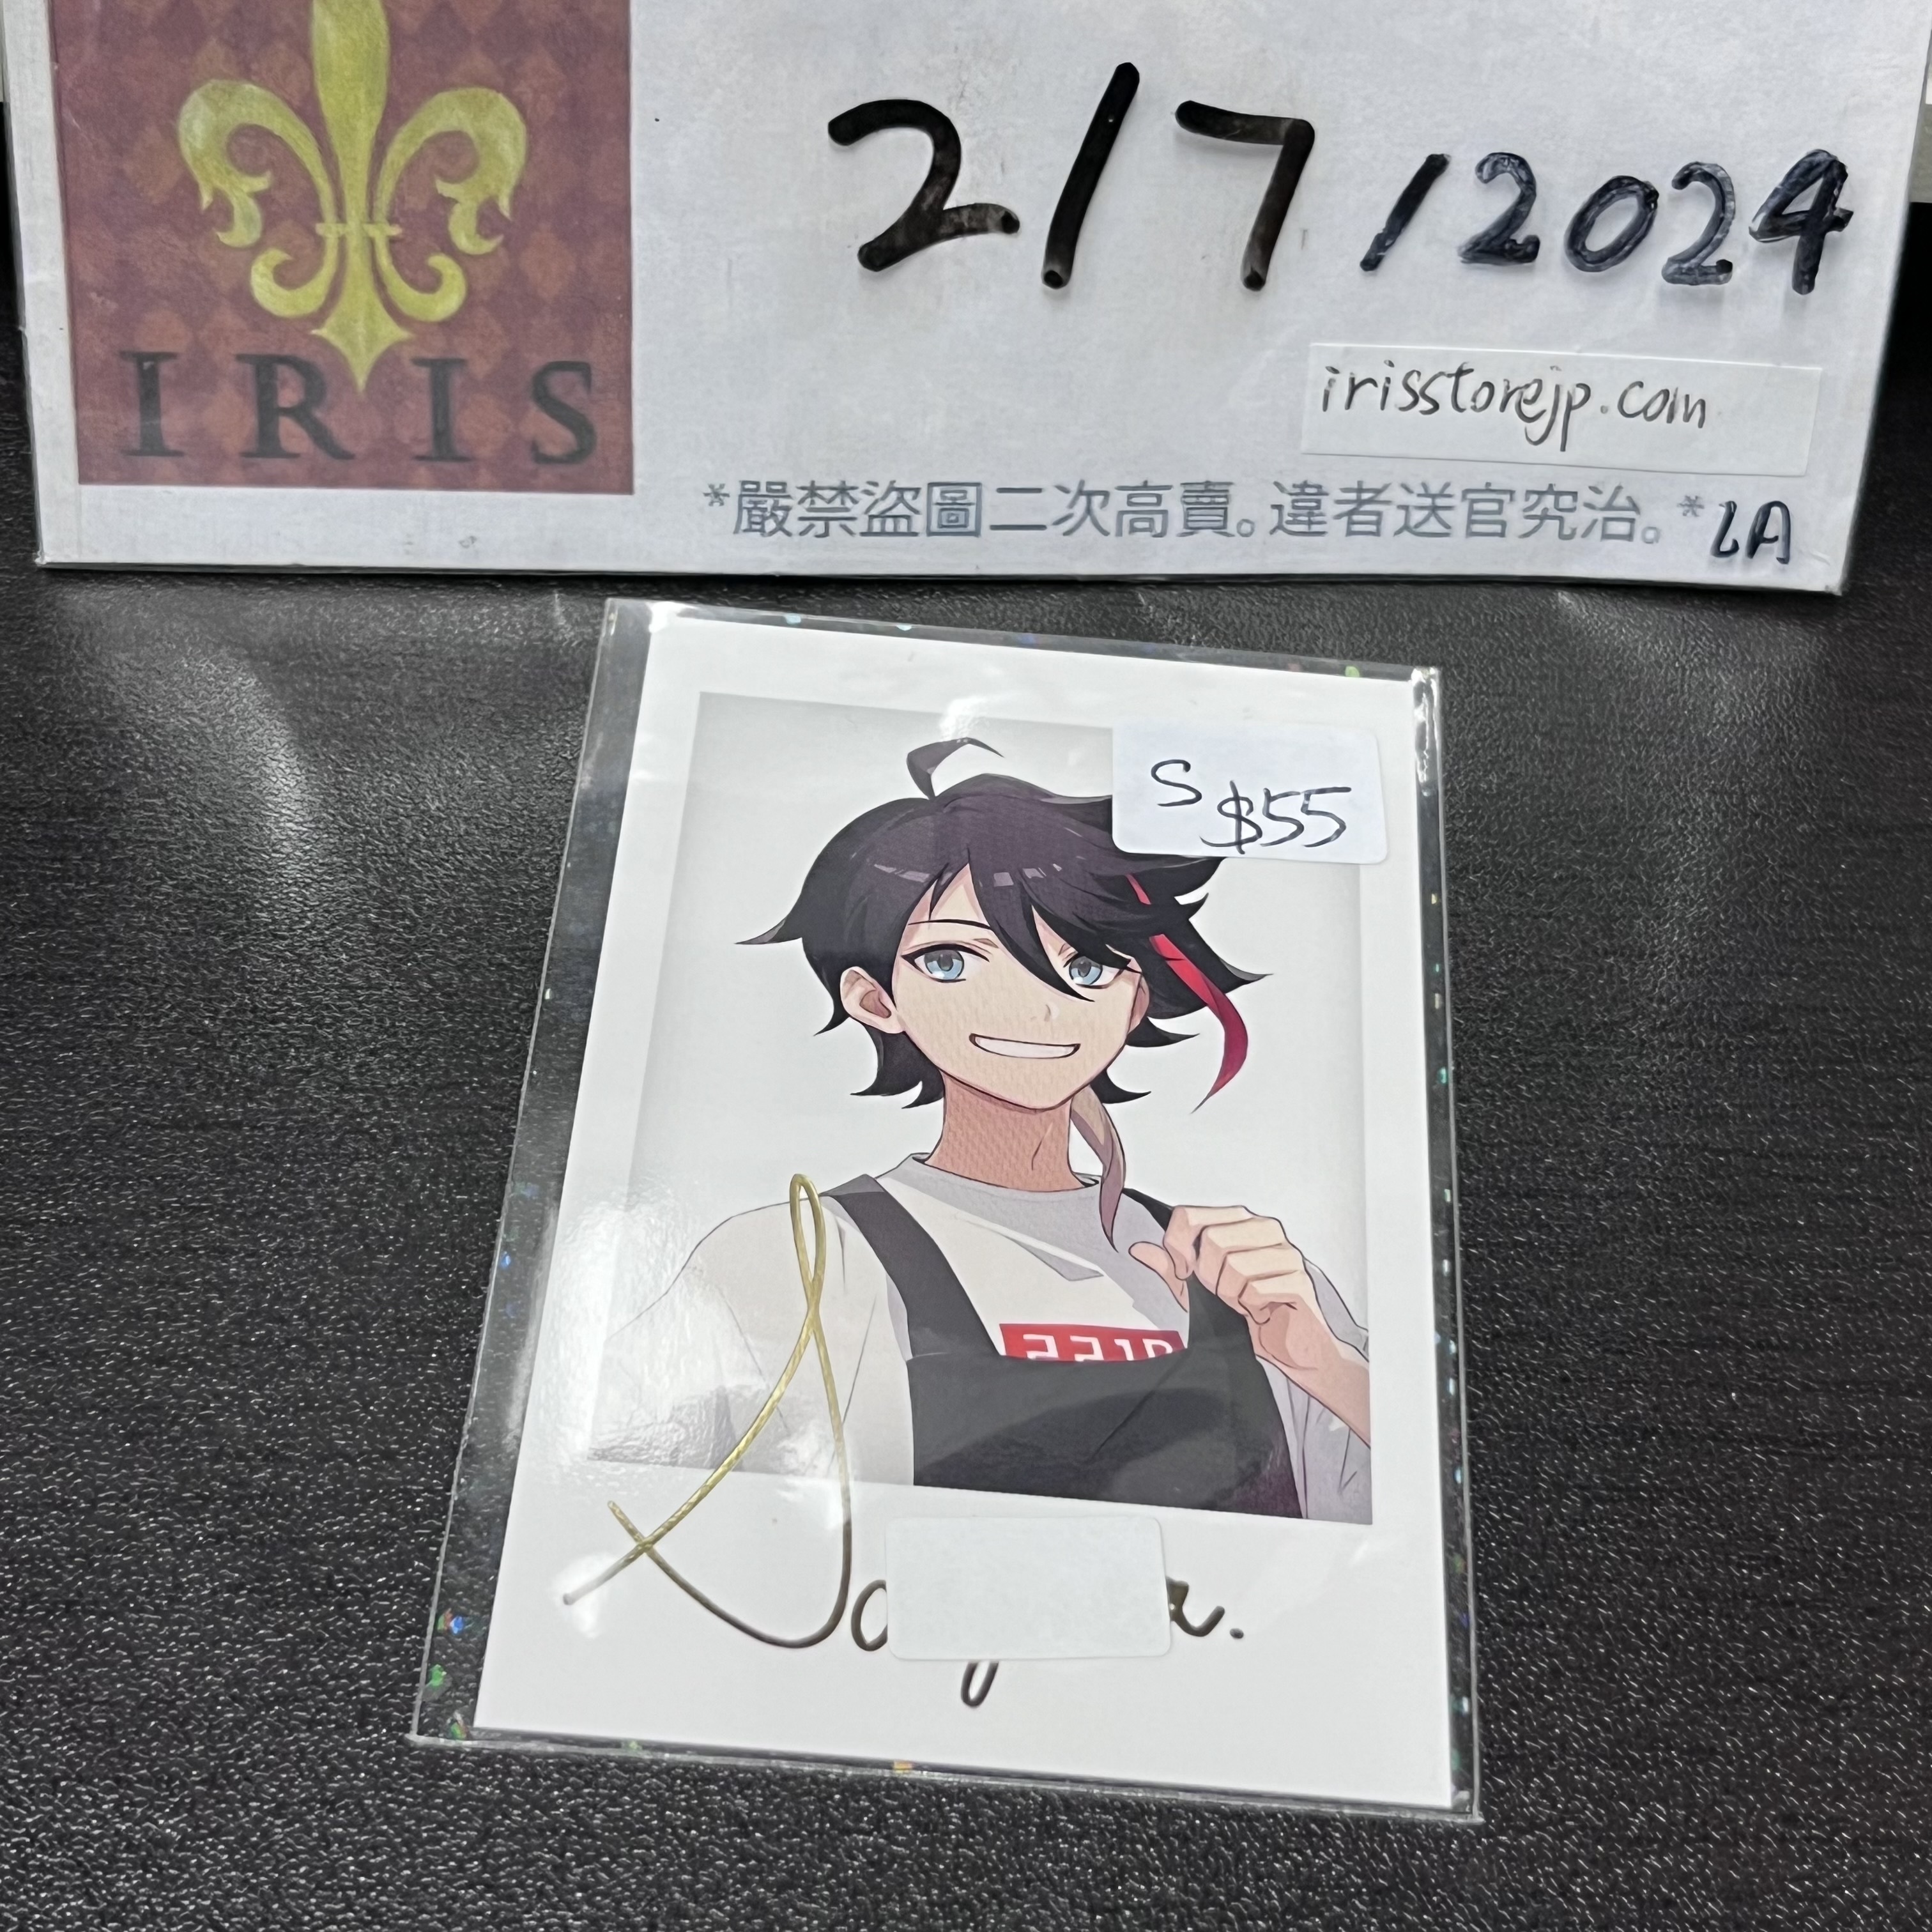 2/7/2024
IRIS
irisstorejp.com
*嚴禁盜圖二次高賣。違者送官究治。* LA
S
$55